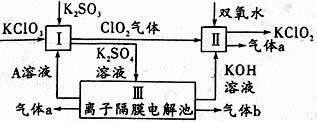 K₂SO₃
双氧水
KClO₃
I
ClO₂气体
II
KClO₂
气体a
K₂SO₄
溶液
A溶液
KOH
溶液
III
离子隔膜电解池
气体a
气体b